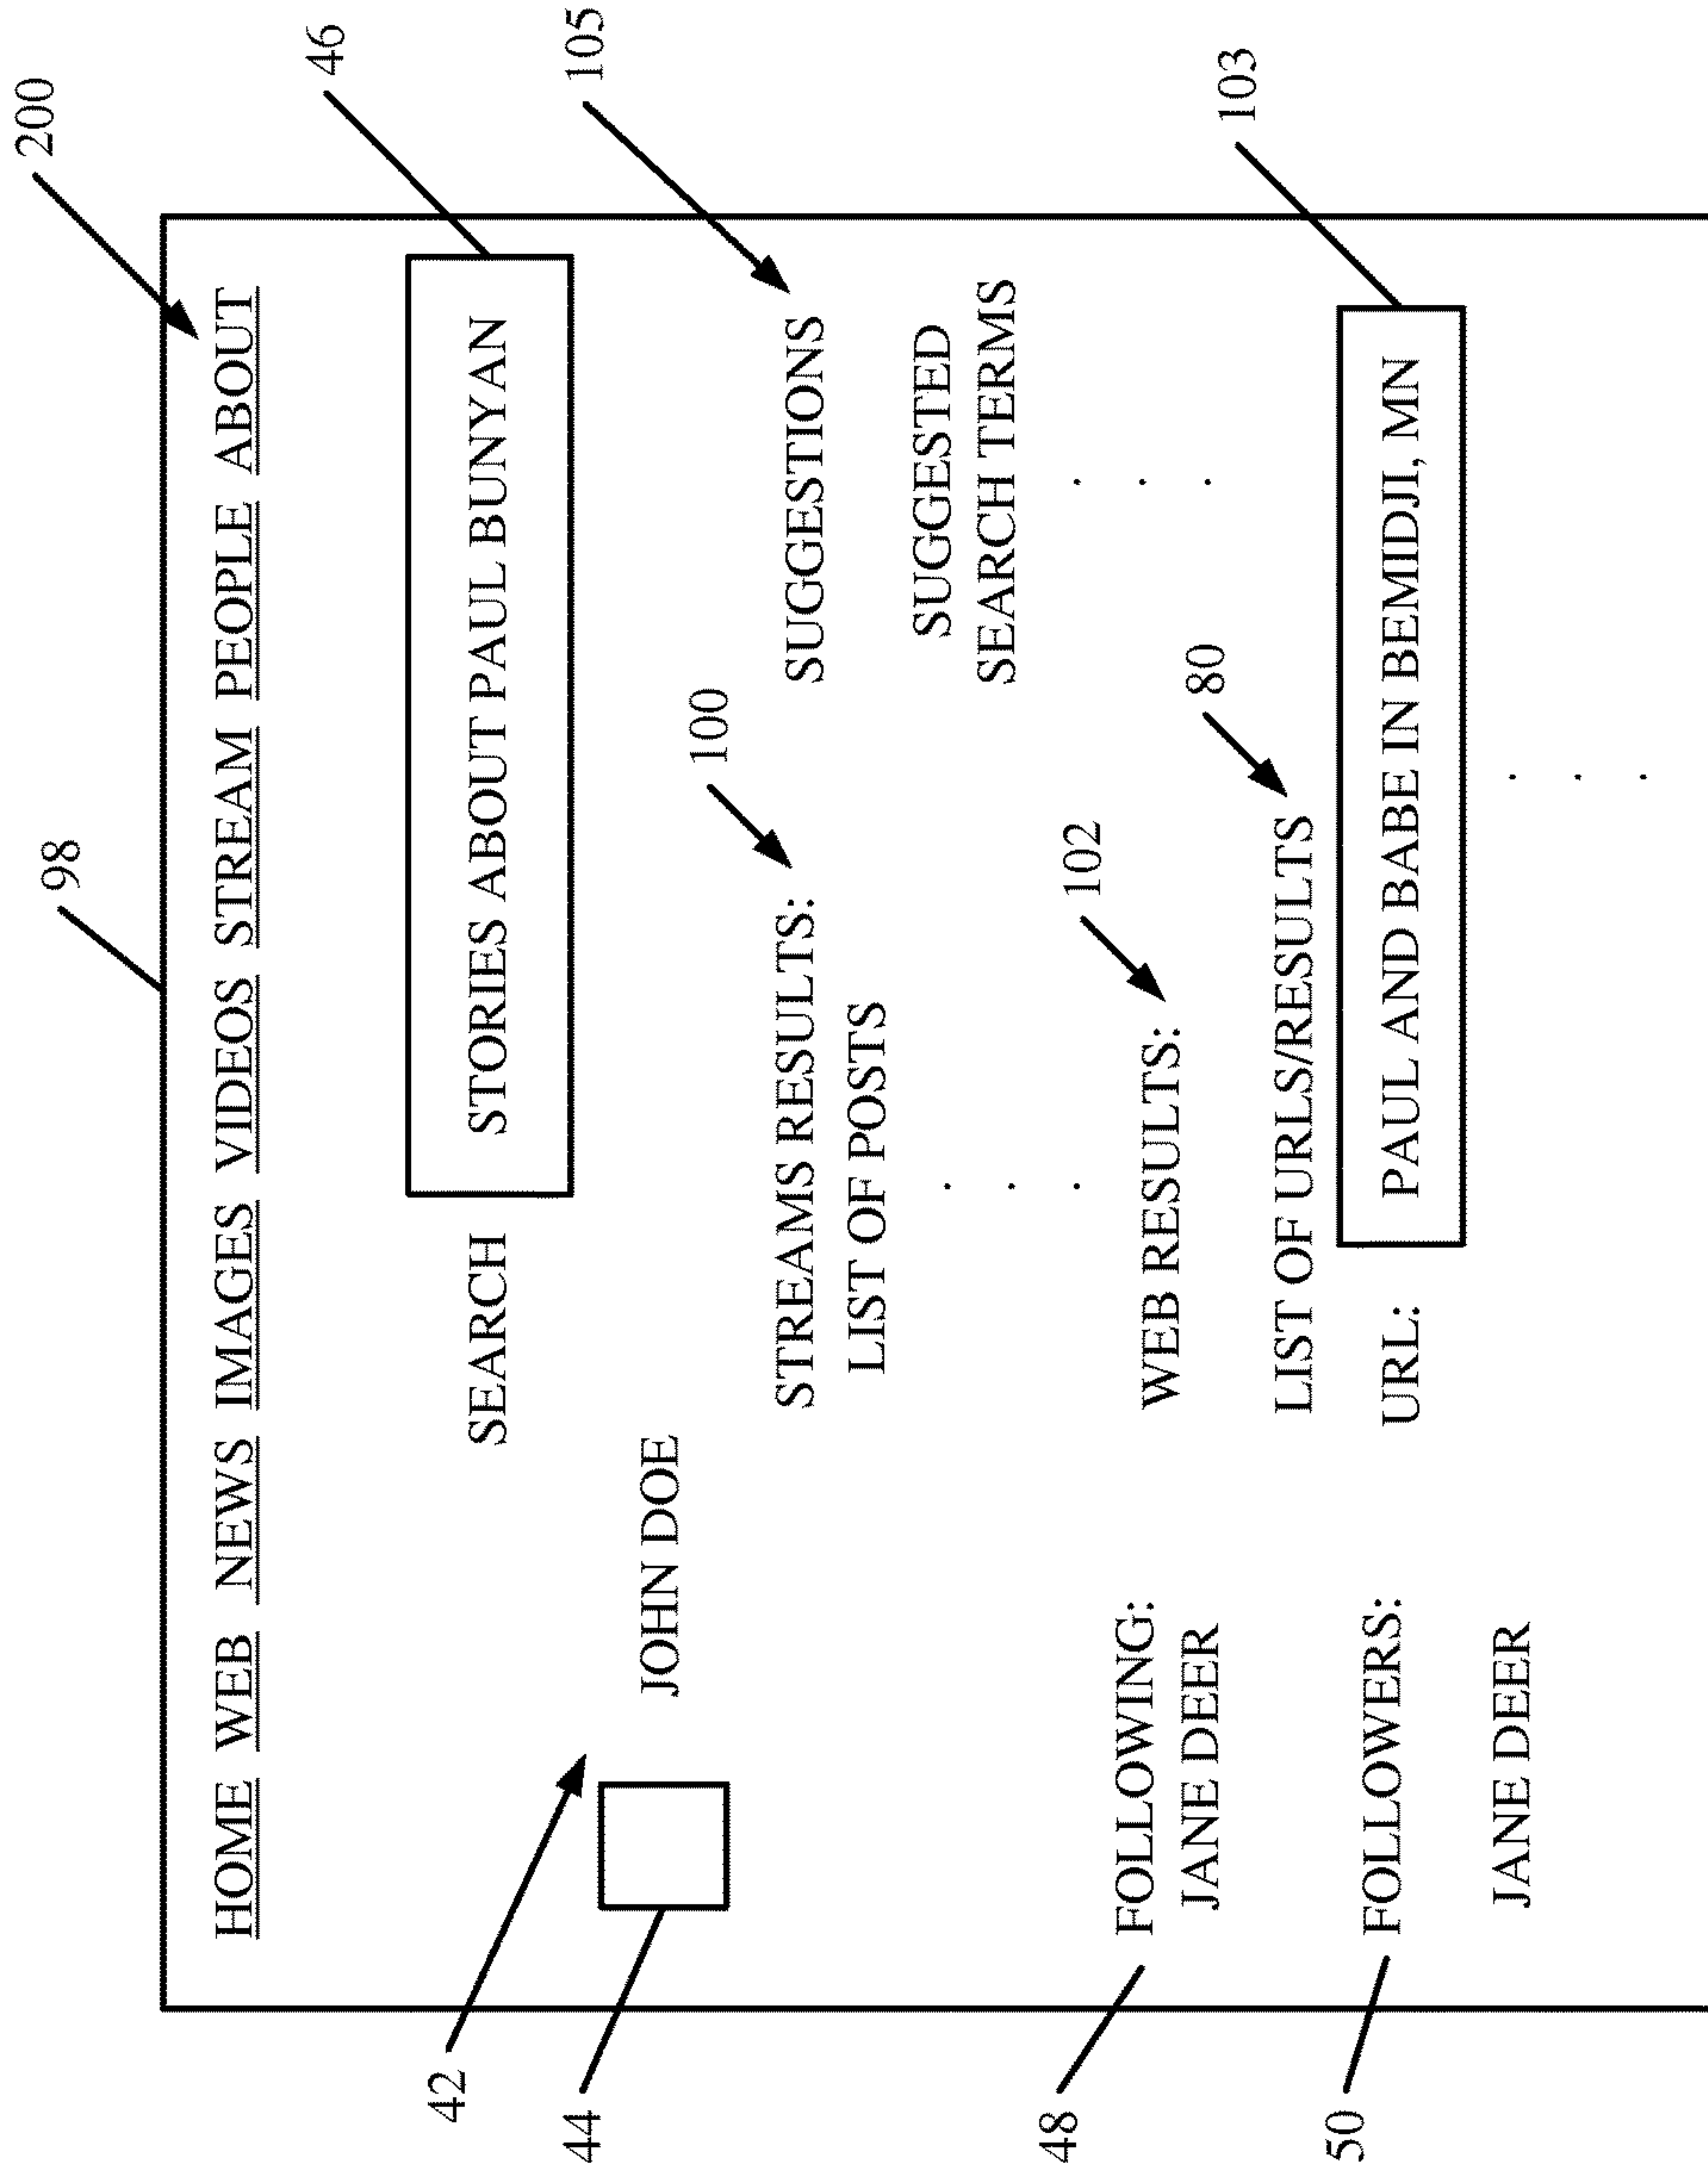 98
200
HOME WEB NEWS IMAGES VIDEOS STREAM PEOPLE ABOUT
46
SEARCH STORIES ABOUT PAUL BUNYAN
42
44
JOHN DOE
105
100
STREAMS RESULTS:
LIST OF POSTS
.
.
.
SUGGESTIONS
SUGGESTED
SEARCH TERMS
.
.
.
48
FOLLOWING:
JANE DEER
102
WEB RESULTS:
80
LIST OF URLS/RESULTS
103
URL: PAUL AND BABE IN BEMIDJI, MN
.
.
.
50
FOLLOWERS:
JANE DEER